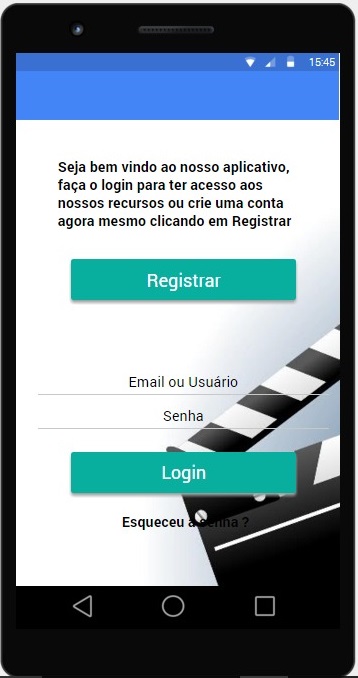 15:45
Seja bem vindo ao nosso aplicativo,
faça o login para ter acesso aos
nossos recursos ou crie uma conta
agora mesmo clicando em Registrar
Registrar
Email ou Usuário
Senha
Login
Esqueceu a senha ?